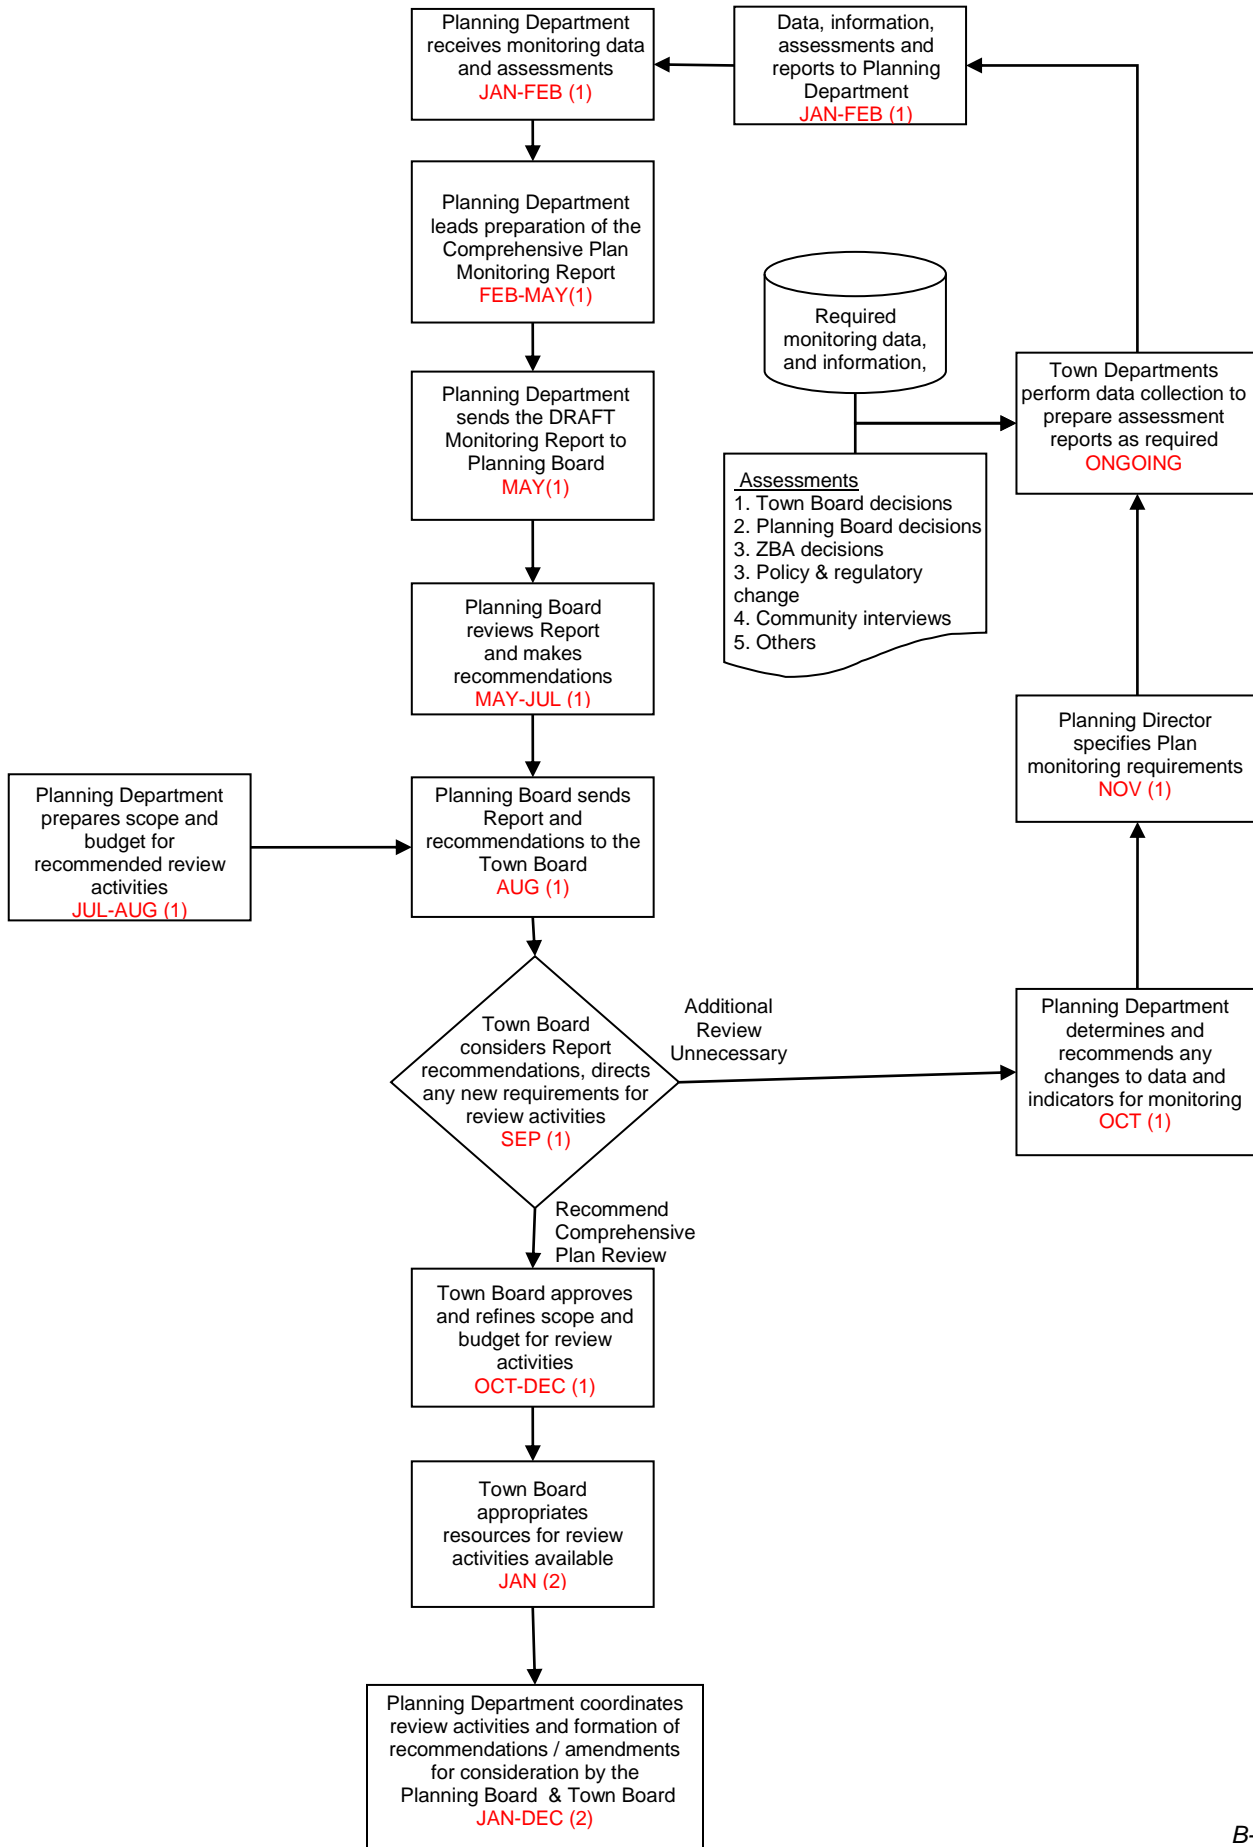 Planning Department
receives monitoring data
and assessments
JAN-FEB (1)
Data, information,
assessments and
reports to Planning
Department
JAN-FEB (1)
Planning Department
leads preparation of the
Comprehensive Plan
Monitoring Report
FEB-MAY(1)
Required
monitoring data,
and information,
Town Departments
perform data collection to
prepare assessment
reports as required
ONGOING
Planning Department
sends the DRAFT
Monitoring Report to
Planning Board
MAY(1)
Assessments
1. Town Board decisions
2. Planning Board decisions
3. ZBA decisions
3. Policy & regulatory
change
4. Community interviews
5. Others
Planning Board
reviews Report
and makes
recommendations
MAY-JUL (1)
Planning Director
specifies Plan
monitoring requirements
NOV (1)
Planning Department
prepares scope and
budget for
recommended review
activities
JUL-AUG (1)
Planning Board sends
Report and
recommendations to the
Town Board
AUG (1)
Town Board
considers Report
recommendations, directs
any new requirements for
review activities
SEP (1)
Additional
Review
Unnecessary
Planning Department
determines and
recommends any
changes to data and
indicators for monitoring
OCT (1)
Recommend
Comprehensive
Plan Review
Town Board approves
and refines scope and
budget for review
activities
OCT-DEC (1)
Town Board
appropriates
resources for review
activities available
JAN (2)
Planning Department coordinates
review activities and formation of
recommendations / amendments
for consideration by the
Planning Board & Town Board
JAN-DEC (2)
B-